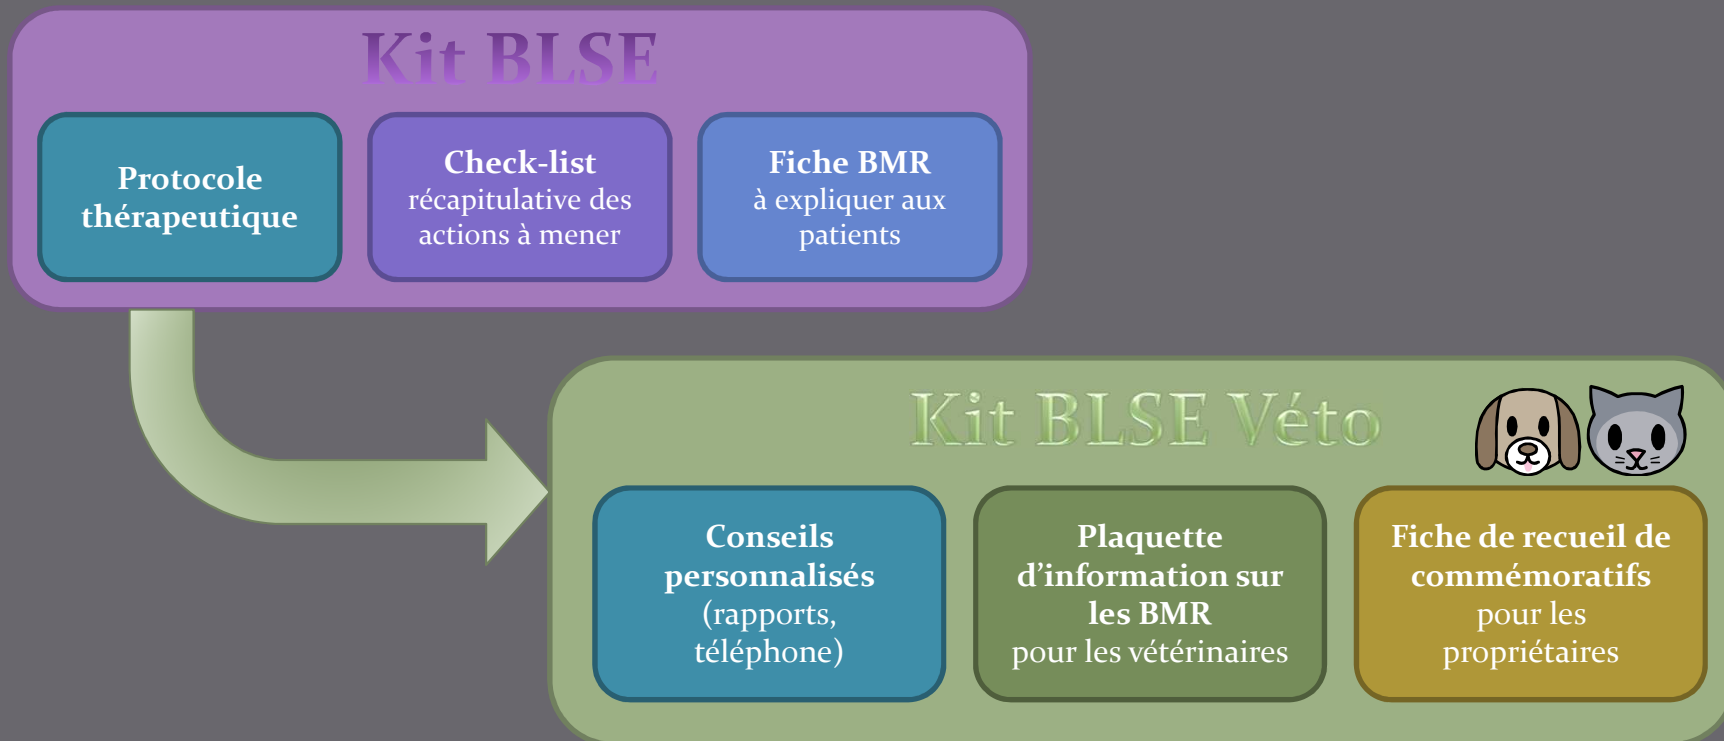 Kit BLSE
Protocole
thérapeutique
Check-list
récapitulative des
actions à mener
Fiche BMR
à expliquer aux
patients
Kit BLSE Véto
Conseils
personnalisés
(rapports,
téléphone)
Plaquette
d’information sur
les BMR
pour les vétérinaires
Fiche de recueil de
commémoratifs
pour les
propriétaires